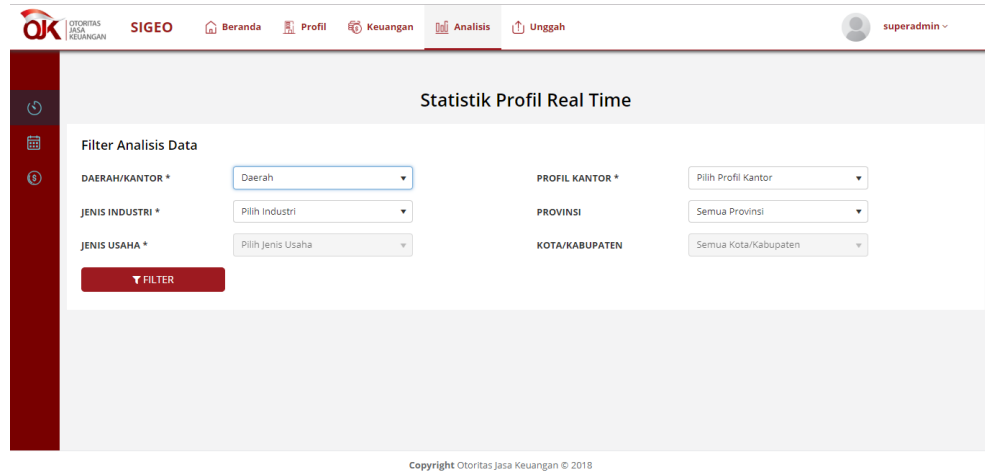 OJK OTORITAS JASA KEUANGAN
SIGEO
Beranda
Profil
Keuangan
Analisis
Unggah
superadmin
Statistik Profil Real Time
Filter Analisis Data
DAERAH/KANTOR *
Daerah
PROFIL KANTOR *
Pilih Profil Kantor
JENIS INDUSTRI *
Pilih Industri
PROVINSI
Semua Provinsi
JENIS USAHA *
Pilih Jenis Usaha
KOTA/KABUPATEN
Semua Kota/Kabupaten
FILTER
Copyright Otoritas Jasa Keuangan © 2018